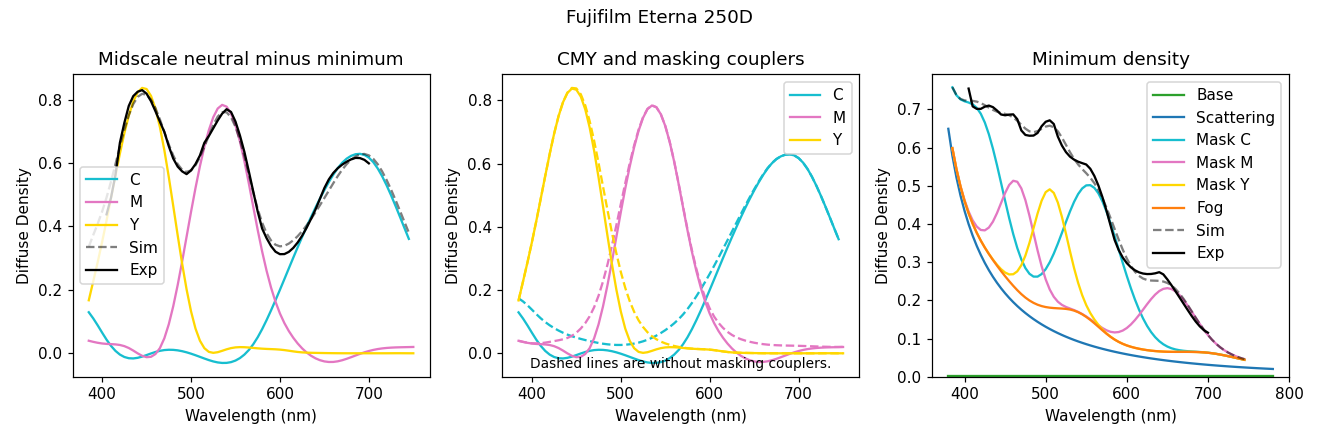 Fujifilm Eterna 250D
Midscale neutral minus minimum
Diffuse Density
0.8
0.6
0.4
0.2
0.0
C
M
Y
Sim
Exp
400
500
600
700
Wavelength (nm)
CMY and masking couplers
Diffuse Density
0.8
0.6
0.4
0.2
0.0
C
M
Y
Dashed lines are without masking couplers.
400
500
600
700
Wavelength (nm)
Minimum density
Diffuse Density
0.7
0.6
0.5
0.4
0.3
0.2
0.1
0.0
Base
Scattering
Mask C
Mask M
Mask Y
Fog
Sim
Exp
400
500
600
700
800
Wavelength (nm)